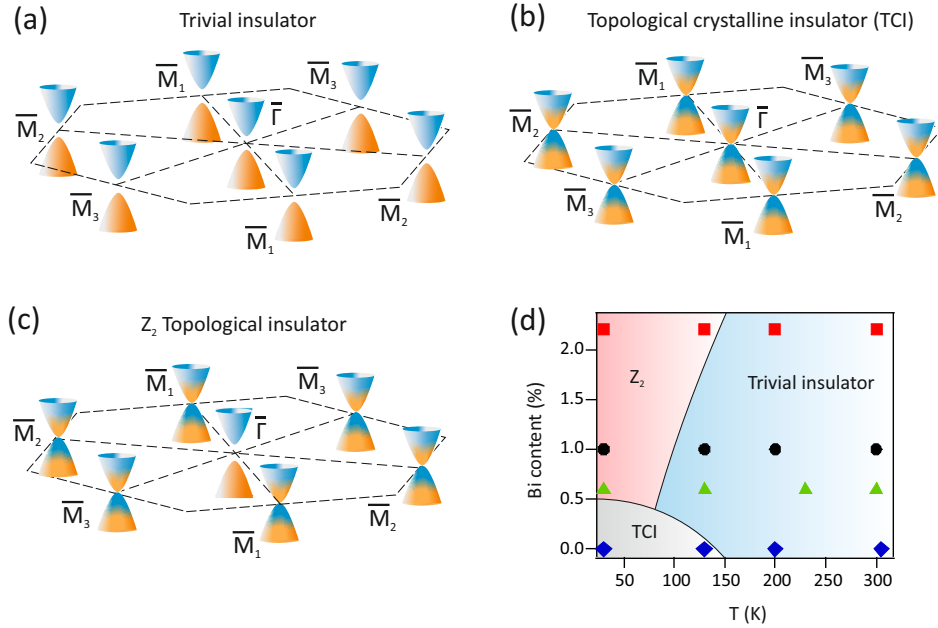 (a)
Trivial insulator
M̅₁
M̅₃
Γ̅
M̅₂
M̅₃
M̅₂
M̅₁
(b)
Topological crystalline insulator (TCI)
M̅₁
M̅₃
Γ̅
M̅₂
M̅₃
M̅₂
M̅₁
(c)
Z₂ Topological insulator
M̅₁
M̅₃
Γ̅
M̅₂
M̅₃
M̅₂
M̅₁
(d)
Bi content (%)
2.0
1.5
1.0
0.5
0.0
Z₂
Trivial insulator
TCI
50 100 150 200 250 300
T (K)